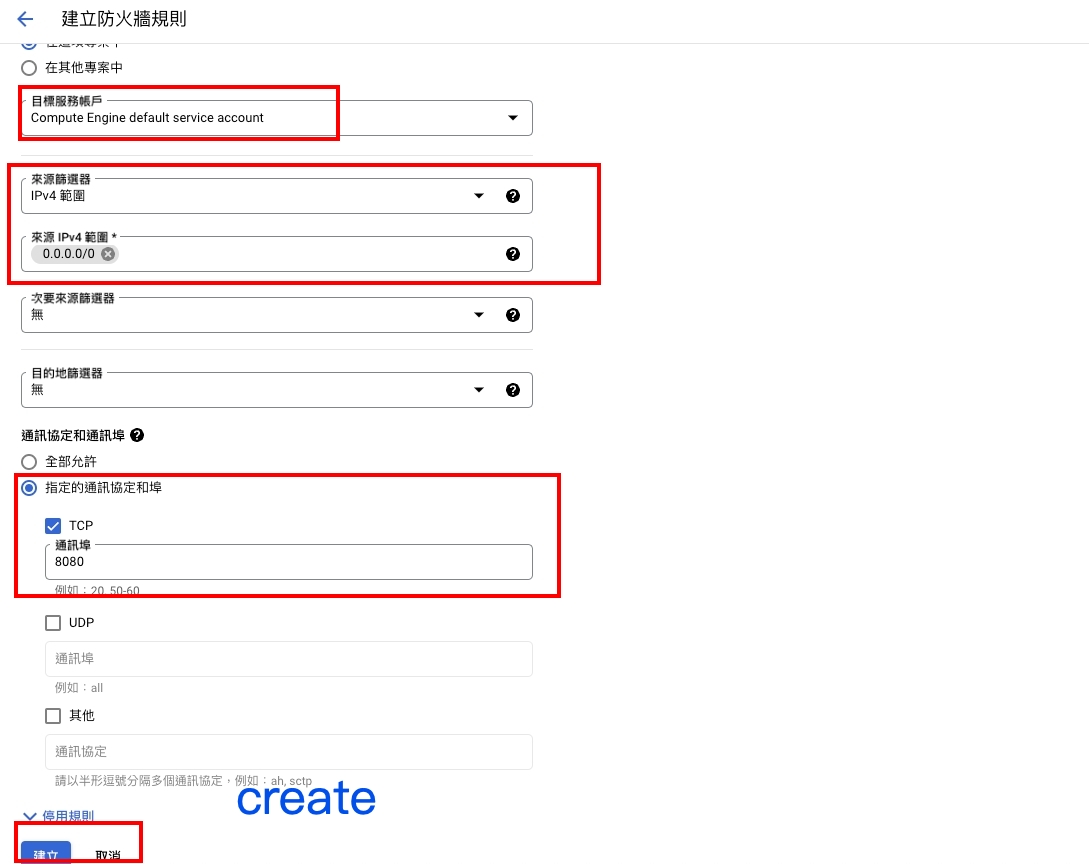 建立防火牆規則
在這項專案中
在其他專案中
目標服務帳戶
Compute Engine default service account
來源篩選器
IPv4 範圍
來源 IPv4 範圍 *
0.0.0.0/0
次要來源篩選器
無
目的地篩選器
無
通訊協定和通訊埠
全部允許
指定的通訊協定和埠
TCP
通訊埠
8080
例如：20, 50-60
UDP
通訊埠
例如：all
其他
通訊協定
請以半形逗號分隔多個通訊協定，例如：ah, sctp
create
停用規則
建立 取消